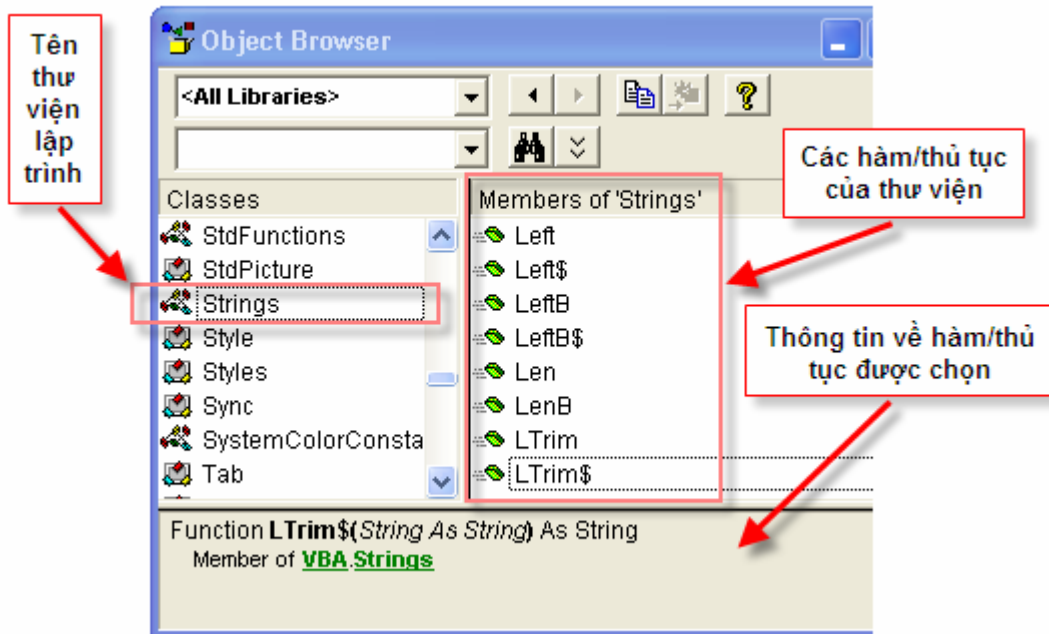 Tên
thư
viện
lập
trình
Object Browser
<All Libraries>
Các hàm/thủ tục
của thư viện
Classes
Members of 'Strings'
StdFunctions
StdPicture
Strings
Style
Styles
Sync
SystemColorConsta
Tab
Left
Left$
LeftB
LeftB$
Len
LenB
LTrim
LTrim$
Thông tin về hàm/thủ
tục được chọn
Function LTrim$(String As String) As String
Member of VBA.Strings